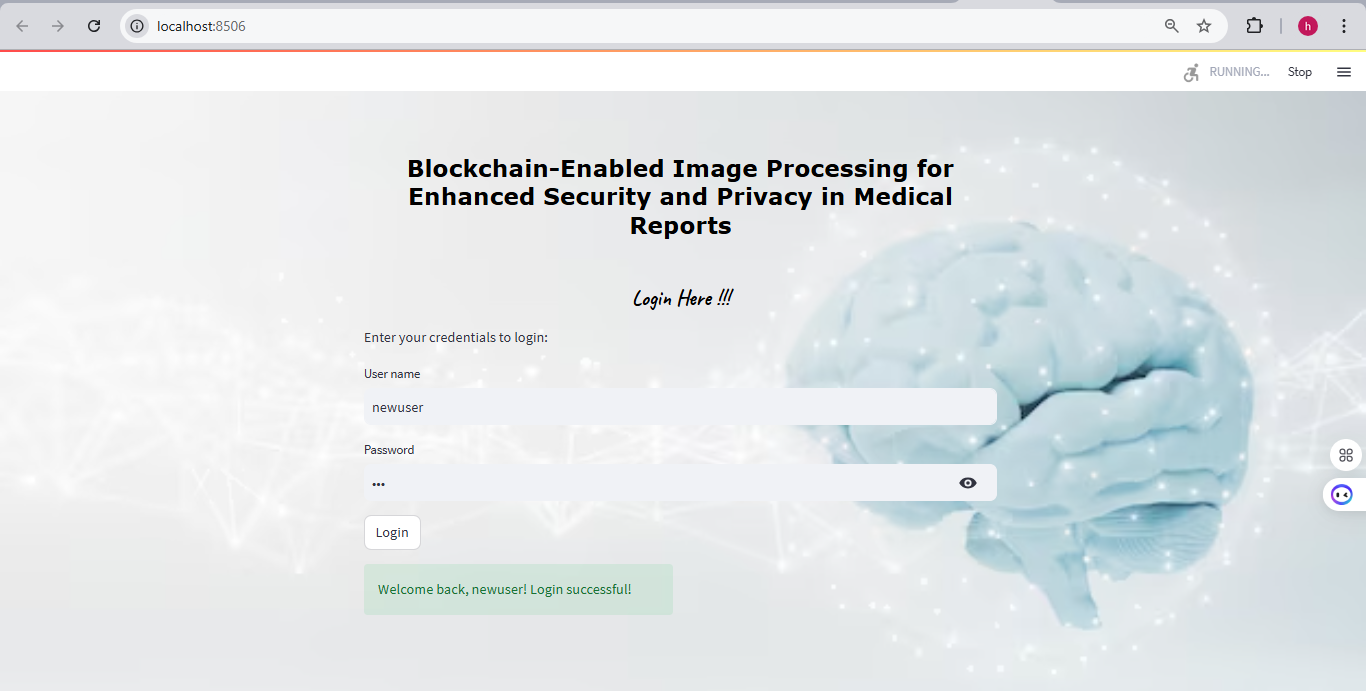 localhost:8506
h
RUNNING... Stop
Blockchain-Enabled Image Processing for
Enhanced Security and Privacy in Medical
Reports
Login Here !!!
Enter your credentials to login:
User name
newuser
Password
•••
Login
Welcome back, newuser! Login successful!